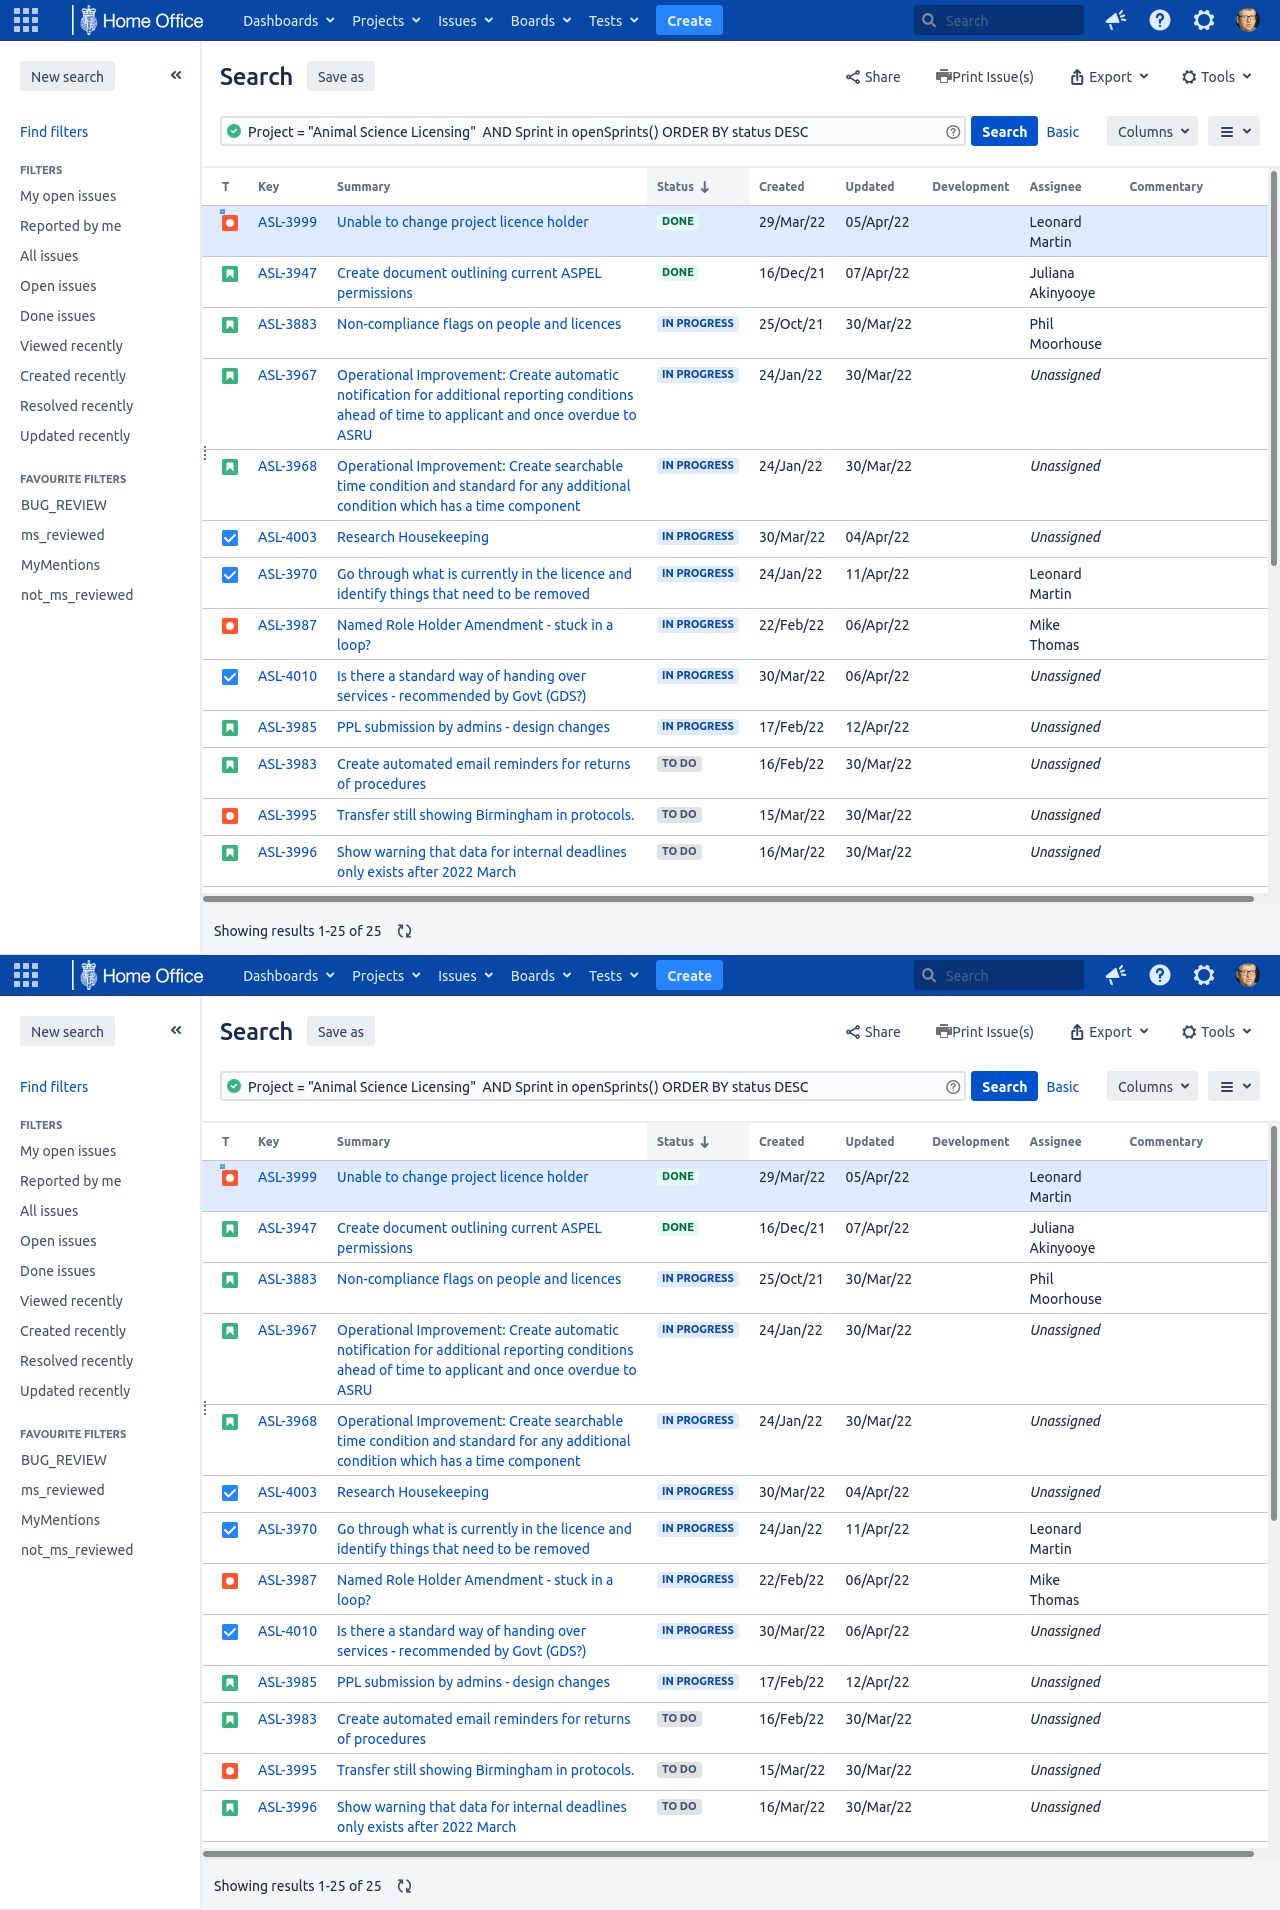 Home Office Dashboards Projects Issues Boards Tests Create Search
New search
Search Save as Share Print Issue(s) Export Tools
Find filters
Project = "Animal Science Licensing"  AND Sprint in openSprints() ORDER BY status DESC Search Basic Columns
FILTERS
My open issues
Reported by me
All issues
Open issues
Done issues
Viewed recently
Created recently
Resolved recently
Updated recently
FAVOURITE FILTERS
BUG_REVIEW
ms_reviewed
MyMentions
not_ms_reviewed
T Key Summary Status Created Updated Development Assignee Commentary
ASL-3999 Unable to change project licence holder DONE 29/Mar/22 05/Apr/22 Leonard
Martin
ASL-3947 Create document outlining current ASPEL DONE 16/Dec/21 07/Apr/22 Juliana
permissions Akinyooye
ASL-3883 Non-compliance flags on people and licences IN PROGRESS 25/Oct/21 30/Mar/22 Phil
Moorhouse
ASL-3967 Operational Improvement: Create automatic IN PROGRESS 24/Jan/22 30/Mar/22 Unassigned
notification for additional reporting conditions
ahead of time to applicant and once overdue to
ASRU
ASL-3968 Operational Improvement: Create searchable IN PROGRESS 24/Jan/22 30/Mar/22 Unassigned
time condition and standard for any additional
condition which has a time component
ASL-4003 Research Housekeeping IN PROGRESS 30/Mar/22 04/Apr/22 Unassigned
ASL-3970 Go through what is currently in the licence and IN PROGRESS 24/Jan/22 11/Apr/22 Leonard
identify things that need to be removed Martin
ASL-3987 Named Role Holder Amendment - stuck in a IN PROGRESS 22/Feb/22 06/Apr/22 Mike
loop? Thomas
ASL-4010 Is there a standard way of handing over IN PROGRESS 30/Mar/22 06/Apr/22 Unassigned
services - recommended by Govt (GDS?)
ASL-3985 PPL submission by admins - design changes IN PROGRESS 17/Feb/22 12/Apr/22 Unassigned
ASL-3983 Create automated email reminders for returns TO DO 16/Feb/22 30/Mar/22 Unassigned
of procedures
ASL-3995 Transfer still showing Birmingham in protocols. TO DO 15/Mar/22 30/Mar/22 Unassigned
ASL-3996 Show warning that data for internal deadlines TO DO 16/Mar/22 30/Mar/22 Unassigned
only exists after 2022 March
Showing results 1-25 of 25
Home Office Dashboards Projects Issues Boards Tests Create Search
New search
Search Save as Share Print Issue(s) Export Tools
Find filters
Project = "Animal Science Licensing"  AND Sprint in openSprints() ORDER BY status DESC Search Basic Columns
FILTERS
My open issues
Reported by me
All issues
Open issues
Done issues
Viewed recently
Created recently
Resolved recently
Updated recently
FAVOURITE FILTERS
BUG_REVIEW
ms_reviewed
MyMentions
not_ms_reviewed
T Key Summary Status Created Updated Development Assignee Commentary
ASL-3999 Unable to change project licence holder DONE 29/Mar/22 05/Apr/22 Leonard
Martin
ASL-3947 Create document outlining current ASPEL DONE 16/Dec/21 07/Apr/22 Juliana
permissions Akinyooye
ASL-3883 Non-compliance flags on people and licences IN PROGRESS 25/Oct/21 30/Mar/22 Phil
Moorhouse
ASL-3967 Operational Improvement: Create automatic IN PROGRESS 24/Jan/22 30/Mar/22 Unassigned
notification for additional reporting conditions
ahead of time to applicant and once overdue to
ASRU
ASL-3968 Operational Improvement: Create searchable IN PROGRESS 24/Jan/22 30/Mar/22 Unassigned
time condition and standard for any additional
condition which has a time component
ASL-4003 Research Housekeeping IN PROGRESS 30/Mar/22 04/Apr/22 Unassigned
ASL-3970 Go through what is currently in the licence and IN PROGRESS 24/Jan/22 11/Apr/22 Leonard
identify things that need to be removed Martin
ASL-3987 Named Role Holder Amendment - stuck in a IN PROGRESS 22/Feb/22 06/Apr/22 Mike
loop? Thomas
ASL-4010 Is there a standard way of handing over IN PROGRESS 30/Mar/22 06/Apr/22 Unassigned
services - recommended by Govt (GDS?)
ASL-3985 PPL submission by admins - design changes IN PROGRESS 17/Feb/22 12/Apr/22 Unassigned
ASL-3983 Create automated email reminders for returns TO DO 16/Feb/22 30/Mar/22 Unassigned
of procedures
ASL-3995 Transfer still showing Birmingham in protocols. TO DO 15/Mar/22 30/Mar/22 Unassigned
ASL-3996 Show warning that data for internal deadlines TO DO 16/Mar/22 30/Mar/22 Unassigned
only exists after 2022 March
Showing results 1-25 of 25